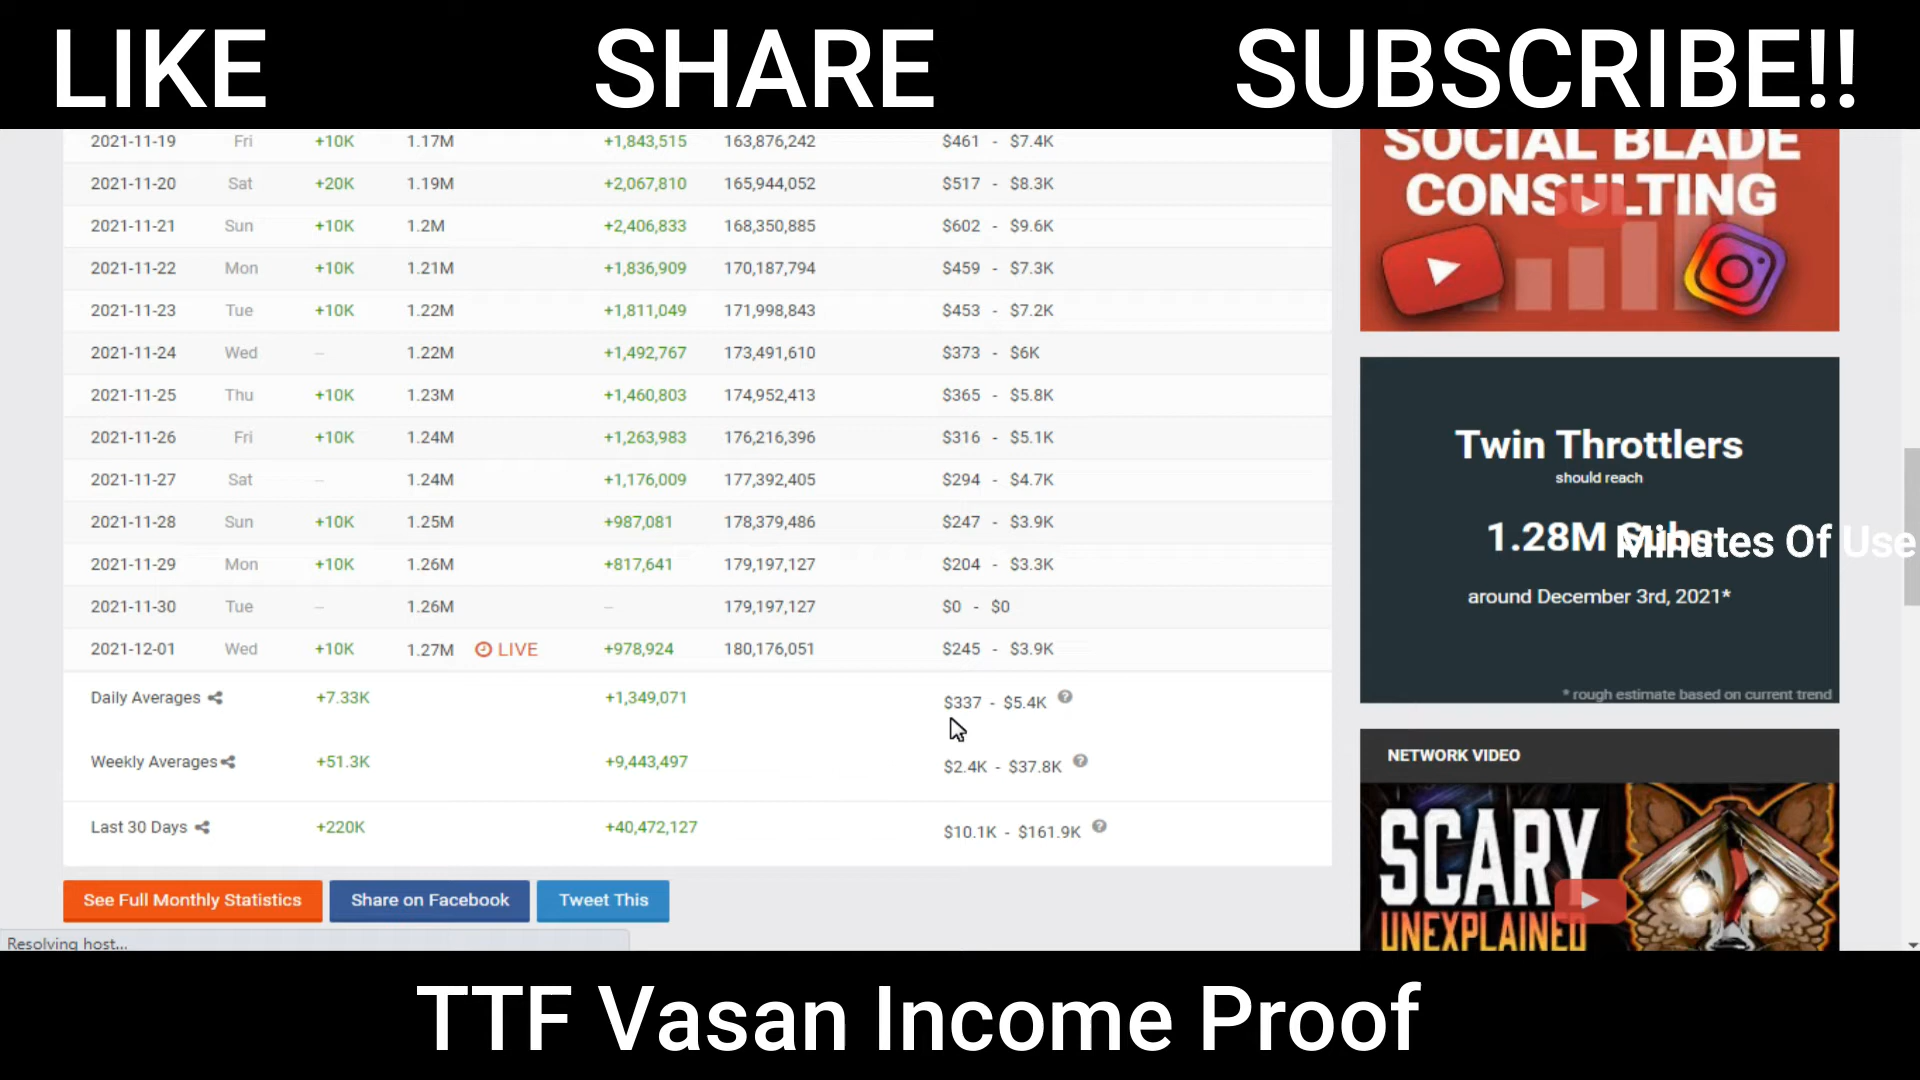 LIKE SHARE SUBSCRIBE!!
2021-11-19 Fri +10K 1.17M +1,843,515 163,876,242 $461 - $7.4K
2021-11-20 Sat +20K 1.19M +2,067,810 165,944,052 $517 - $8.3K
2021-11-21 Sun +10K 1.2M +2,406,833 168,350,885 $602 - $9.6K
2021-11-22 Mon +10K 1.21M +1,836,909 170,187,794 $459 - $7.3K
2021-11-23 Tue +10K 1.22M +1,811,049 171,998,843 $453 - $7.2K
2021-11-24 Wed – 1.22M +1,492,767 173,491,610 $373 - $6K
2021-11-25 Thu +10K 1.23M +1,460,803 174,952,413 $365 - $5.8K
2021-11-26 Fri +10K 1.24M +1,263,983 176,216,396 $316 - $5.1K
2021-11-27 Sat – 1.24M +1,176,009 177,392,405 $294 - $4.7K
2021-11-28 Sun +10K 1.25M +987,081 178,379,486 $247 - $3.9K
2021-11-29 Mon +10K 1.26M +817,641 179,197,127 $204 - $3.3K
2021-11-30 Tue – 1.26M – 179,197,127 $0 - $0
2021-12-01 Wed +10K 1.27M LIVE +978,924 180,176,051 $245 - $3.9K
Daily Averages +7.33K +1,349,071 $337 - $5.4K
Weekly Averages +51.3K +9,443,497 $2.4K - $37.8K
Last 30 Days +220K +40,472,127 $10.1K - $161.9K
See Full Monthly Statistics Share on Facebook Tweet This
Resolving host...
SOCIAL BLADE
CONSULTING
Twin Throttlers
should reach
1.28M Subs
Minutes Of Use
around December 3rd, 2021*
* rough estimate based on current trend
NETWORK VIDEO
SCARY
UNEXPLAINED
TTF Vasan Income Proof